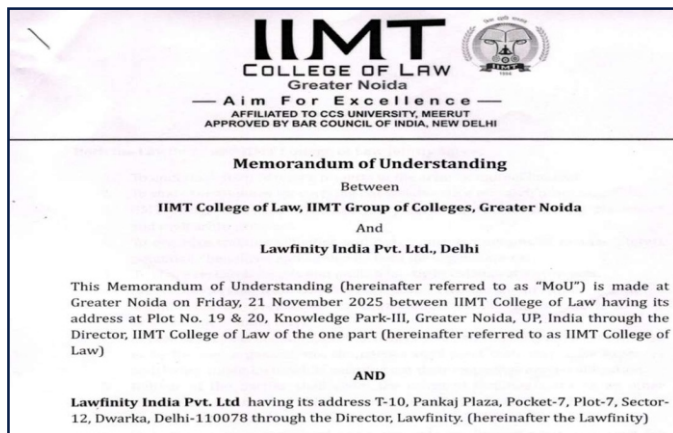 IIMT
COLLEGE OF LAW
Greater Noida
— Aim For Excellence —
AFFILIATED TO CCS UNIVERSITY, MEERUT
APPROVED BY BAR COUNCIL OF INDIA, NEW DELHI
IIMT
Memorandum of Understanding
Between
IIMT College of Law, IIMT Group of Colleges, Greater Noida
And
Lawfinity India Pvt. Ltd., Delhi
This Memorandum of Understanding (hereinafter referred to as “MoU”) is made at
Greater Noida on Friday, 21 November 2025 between IIMT College of Law having its
address at Plot No. 19 & 20, Knowledge Park-III, Greater Noida, UP, India through the
Director, IIMT College of Law of the one part (hereinafter referred to as IIMT College of
Law)
AND
Lawfinity India Pvt. Ltd having its address T-10, Pankaj Plaza, Pocket-7, Plot-7, Sector-
12, Dwarka, Delhi-110078 through the Director, Lawfinity. (hereinafter the Lawfinity)